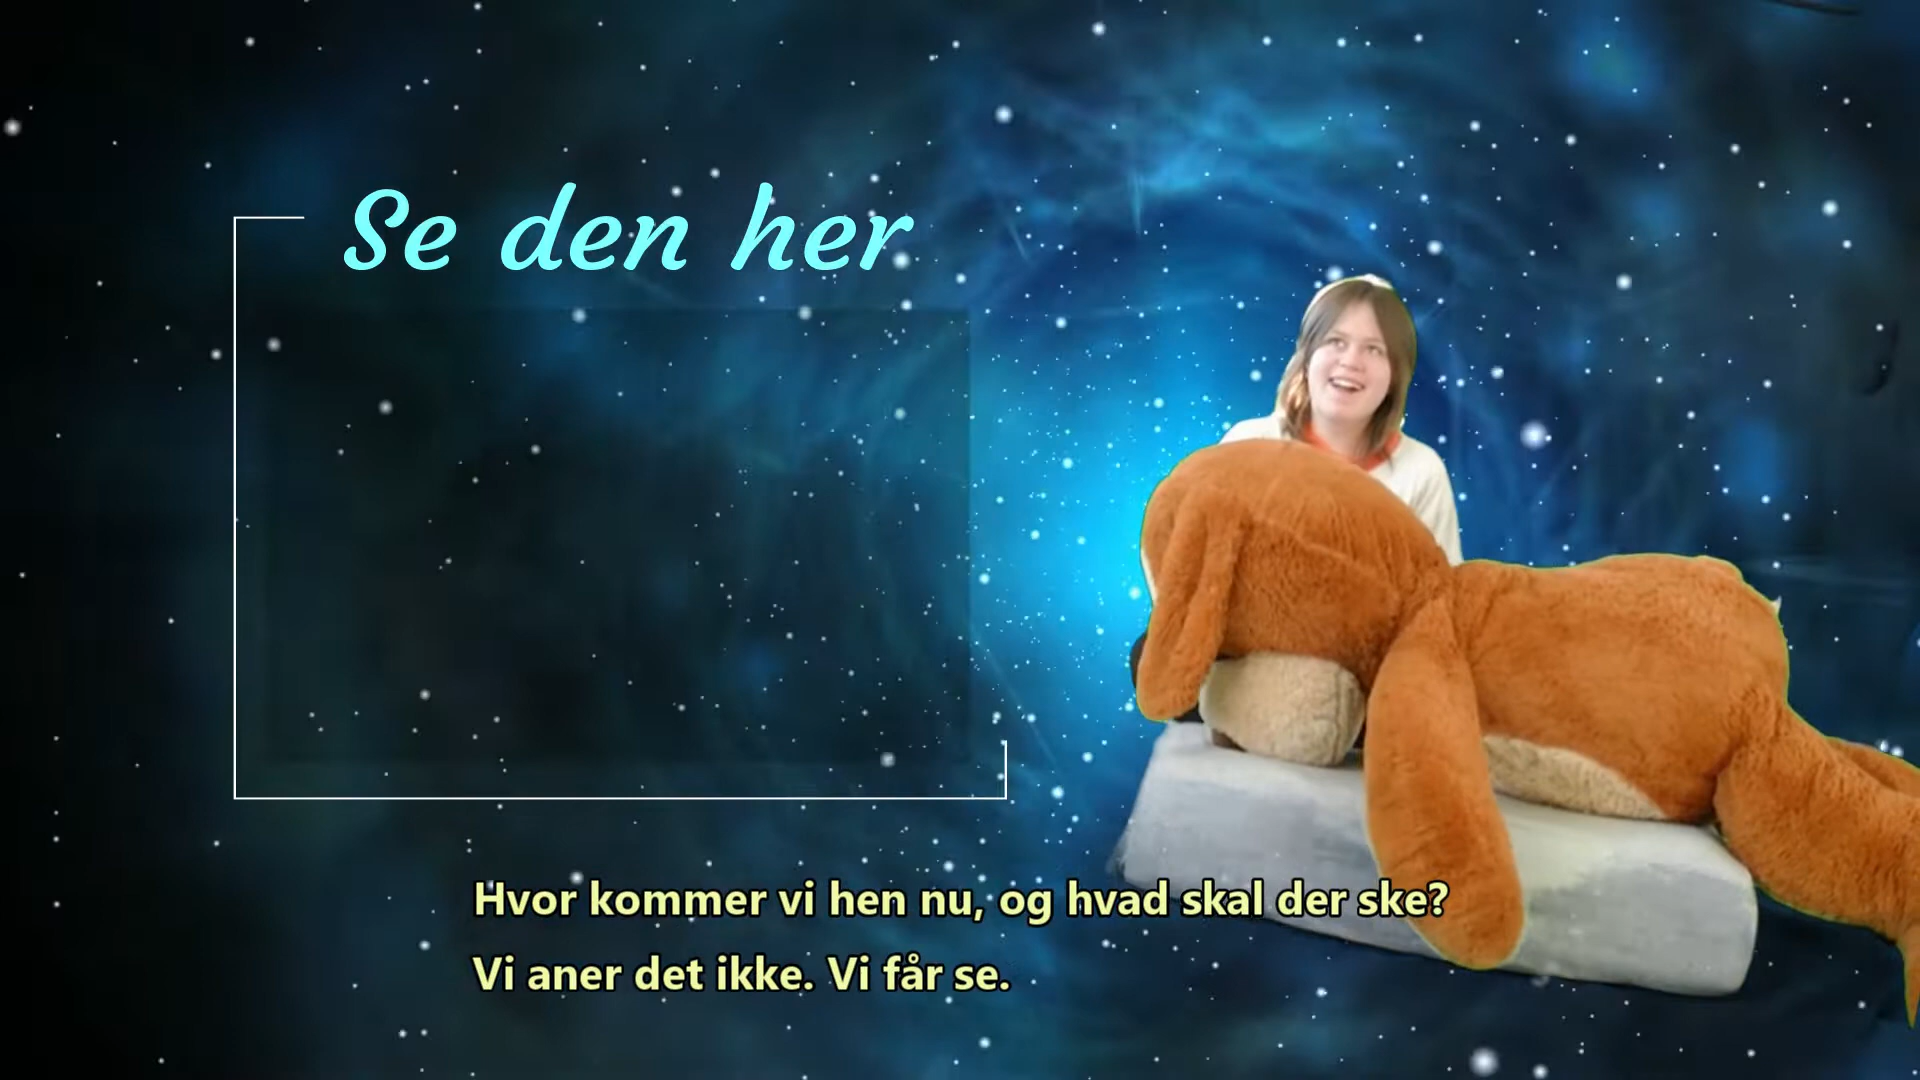 Se den her
Hvor kommer vi hen nu, og hvad skal der ske?
Vi aner det ikke. Vi får se.